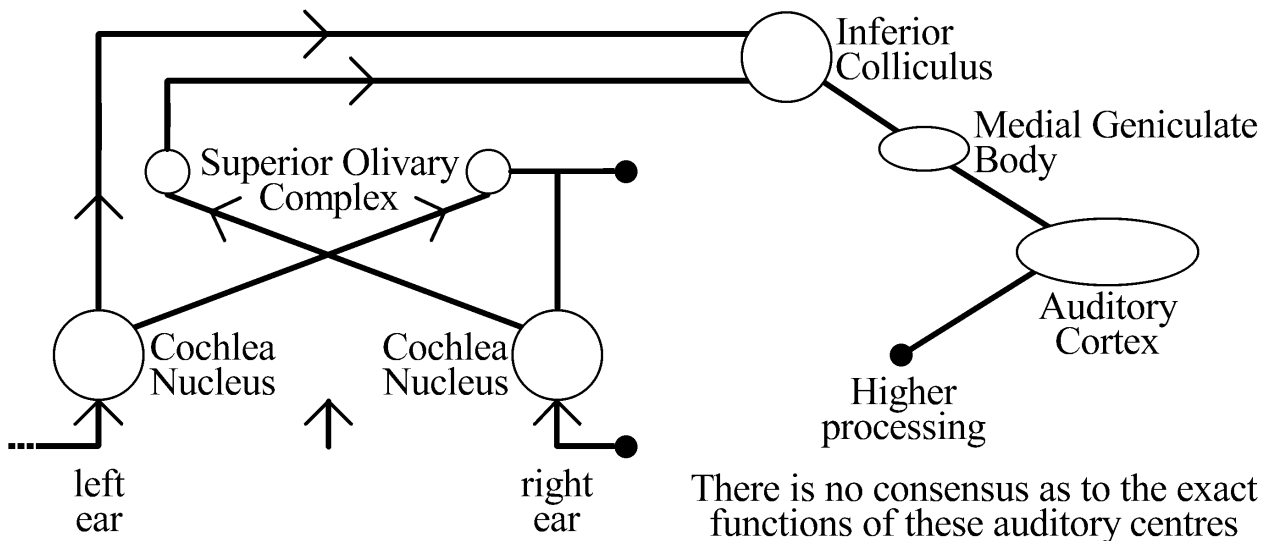 Inferior
Colliculus
Medial Geniculate
Body
Superior Olivary
Complex
Auditory
Cortex
Cochlea
Nucleus
Cochlea
Nucleus
Higher
processing
left
ear
right
ear
There is no consensus as to the exact
functions of these auditory centres